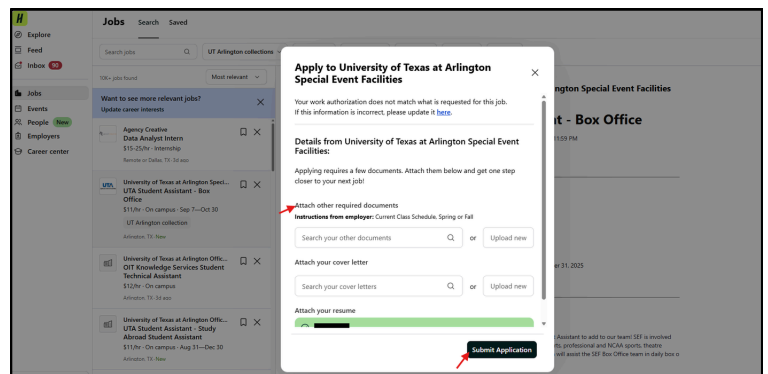 H
Explore
Feed
Inbox 90
Jobs
Events
People New
Employers
Career center
Jobs Search Saved
Search jobs
UT Arlington collections
10K+ jobs found
Most relevant
Want to see more relevant jobs?
Update career interests
Agency Creative
Data Analyst Intern
$15-25/hr · Internship
Remote or Dallas, TX · 3d ago
UTA
University of Texas at Arlington Speci...
UTA Student Assistant - Box
Office
$11/hr · On campus · Sep 7—Oct 30
UT Arlington collection
Arlington, TX · New
University of Texas at Arlington Offic...
OIT Knowledge Services Student
Technical Assistant
$12/hr · On campus
Arlington, TX · 3d ago
University of Texas at Arlington Offic...
UTA Student Assistant - Study
Abroad Student Assistant
$11/hr · On campus · Aug 31—Dec 30
Arlington, TX · New
Apply to University of Texas at Arlington
Special Event Facilities
Your work authorization does not match what is requested for this job.
If this information is incorrect, please update it here.
Details from University of Texas at Arlington Special Event
Facilities:
Applying requires a few documents. Attach them below and get one step
closer to your next job!
Attach other required documents
Instructions from employer: Current Class Schedule, Spring or Fall
Search your other documents or Upload new
Attach your cover letter
Search your cover letters or Upload new
Attach your resume
Submit Application
ngton Special Event Facilities
nt - Box Office
11:59 PM
er 31, 2025
Assistant to add to our team! SEF is involved
rts, professional and NCAA sports, theatre
will assist the SEF Box Office team in daily box o